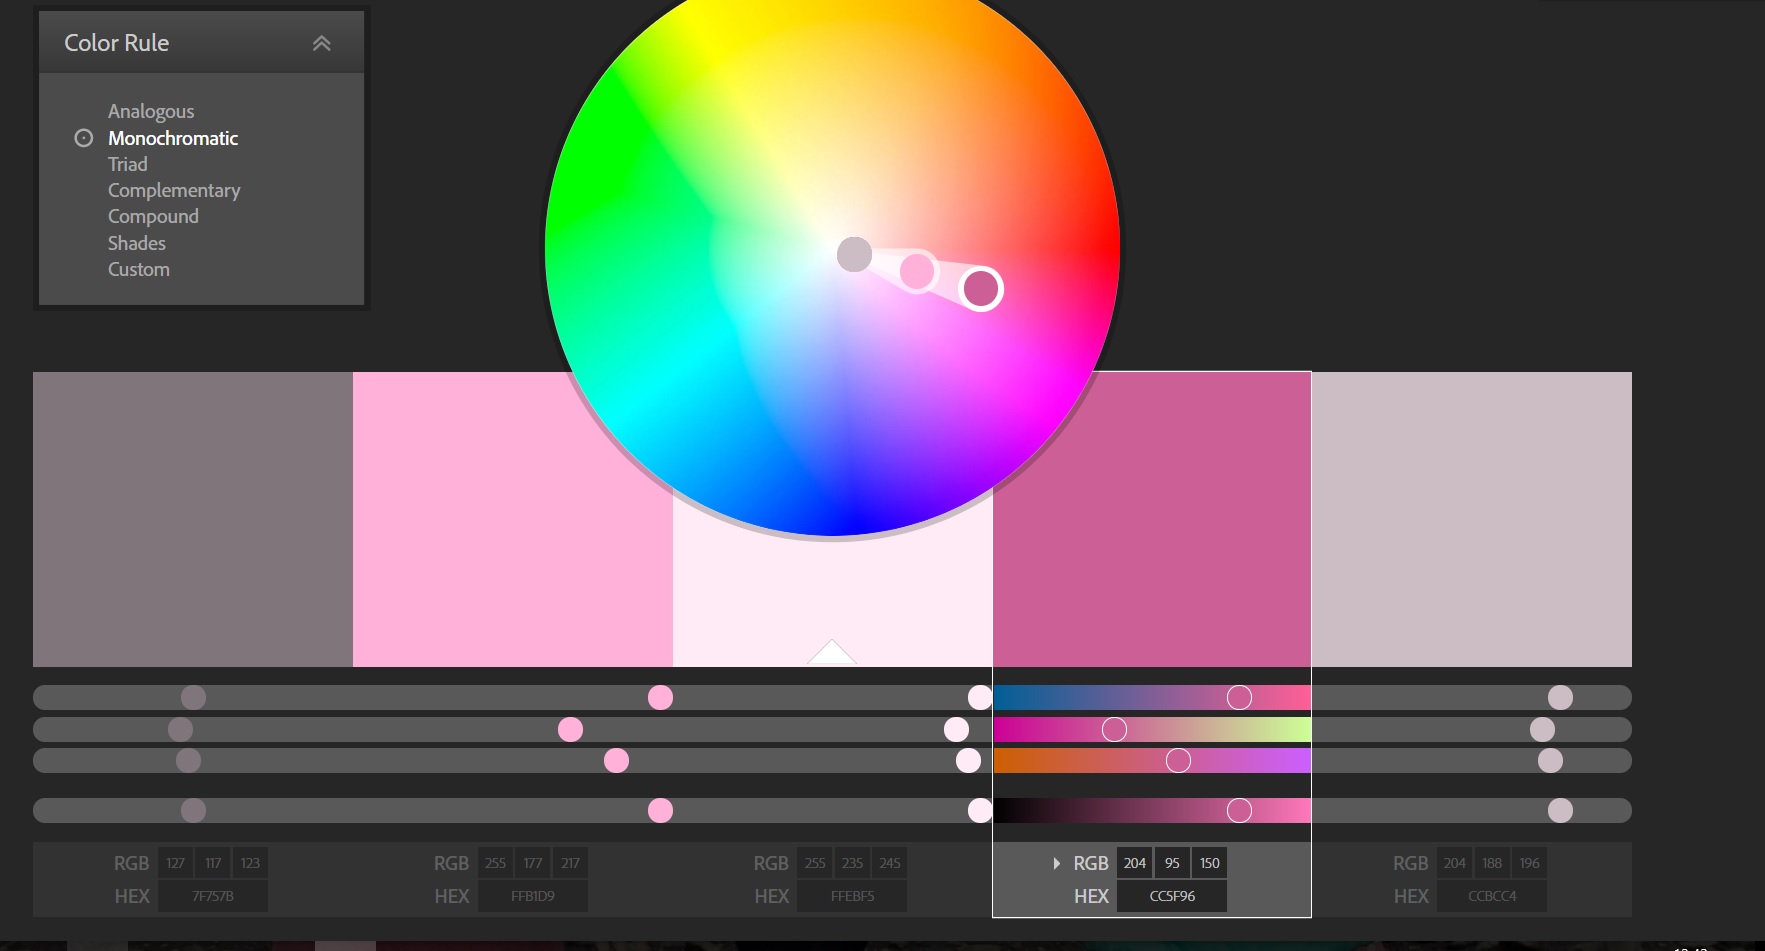 Color Rule
Analogous
Monochromatic
Triad
Complementary
Compound
Shades
Custom
RGB 127 117 123 RGB 255 177 217 RGB 255 235 245 RGB 204 95 150 RGB 204 188 196
HEX 7F757B HEX FFB1D9 HEX FFEBF5 HEX CC5F96 HEX CCBCC4